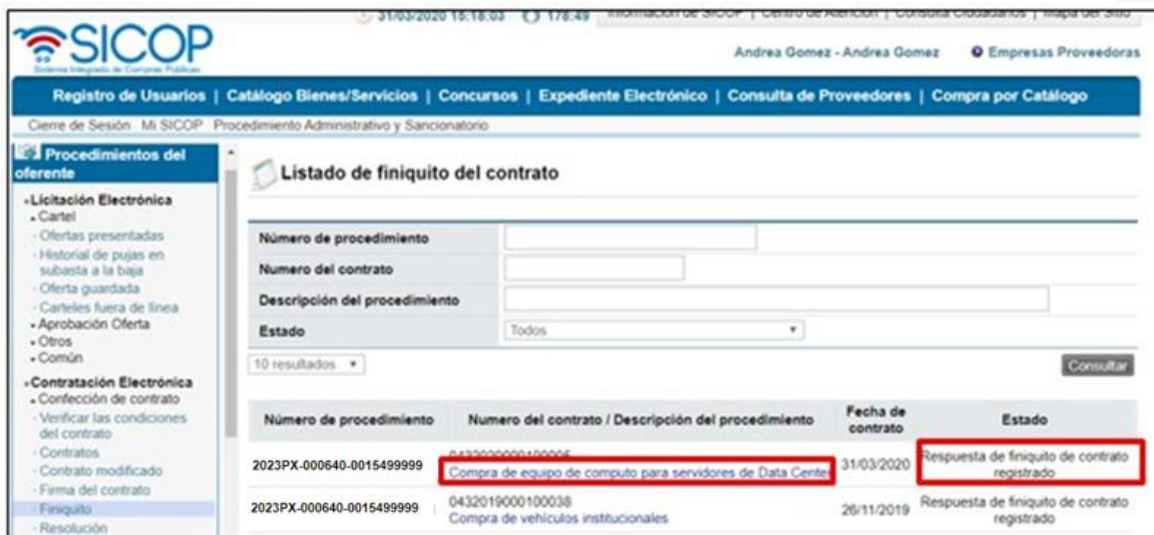 31/03/2020 15:18:03 178:49 Información de SICOP | Centro de Atención | Consulta Ciudadanos | Mapa del Sitio
SICOP
Sistema Integrado de Compras Públicas
Andrea Gomez - Andrea Gomez Empresas Proveedoras
Registro de Usuarios | Catálogo Bienes/Servicios | Concursos | Expediente Electrónico | Consulta de Proveedores | Compra por Catálogo
Cierre de Sesión Mi SICOP Procedimiento Administrativo y Sancionatorio
Procedimientos del
oferente
Licitación Electrónica
Cartel
Ofertas presentadas
Historial de pujas en
subasta a la baja
Oferta guardada
Carteles fuera de línea
Aprobación Oferta
Otros
Común
Contratación Electrónica
Confección de contrato
Verificar las condiciones
del contrato
Contratos
Contrato modificado
Firma del contrato
Finiquito
Resolución
Listado de finiquito del contrato
Número de procedimiento
Numero del contrato
Descripción del procedimiento
Estado Todos
10 resultados Consultar
Número de procedimiento Numero del contrato / Descripción del procedimiento Fecha de contrato Estado
2023PX-000640-0015499999
Compra de equipo de computo para servidores de Data Center
31/03/2020
Respuesta de finiquito de contrato
registrado
2023PX-000640-0015499999
0432019000100038
Compra de vehículos institucionales
26/11/2019
Respuesta de finiquito de contrato
registrado